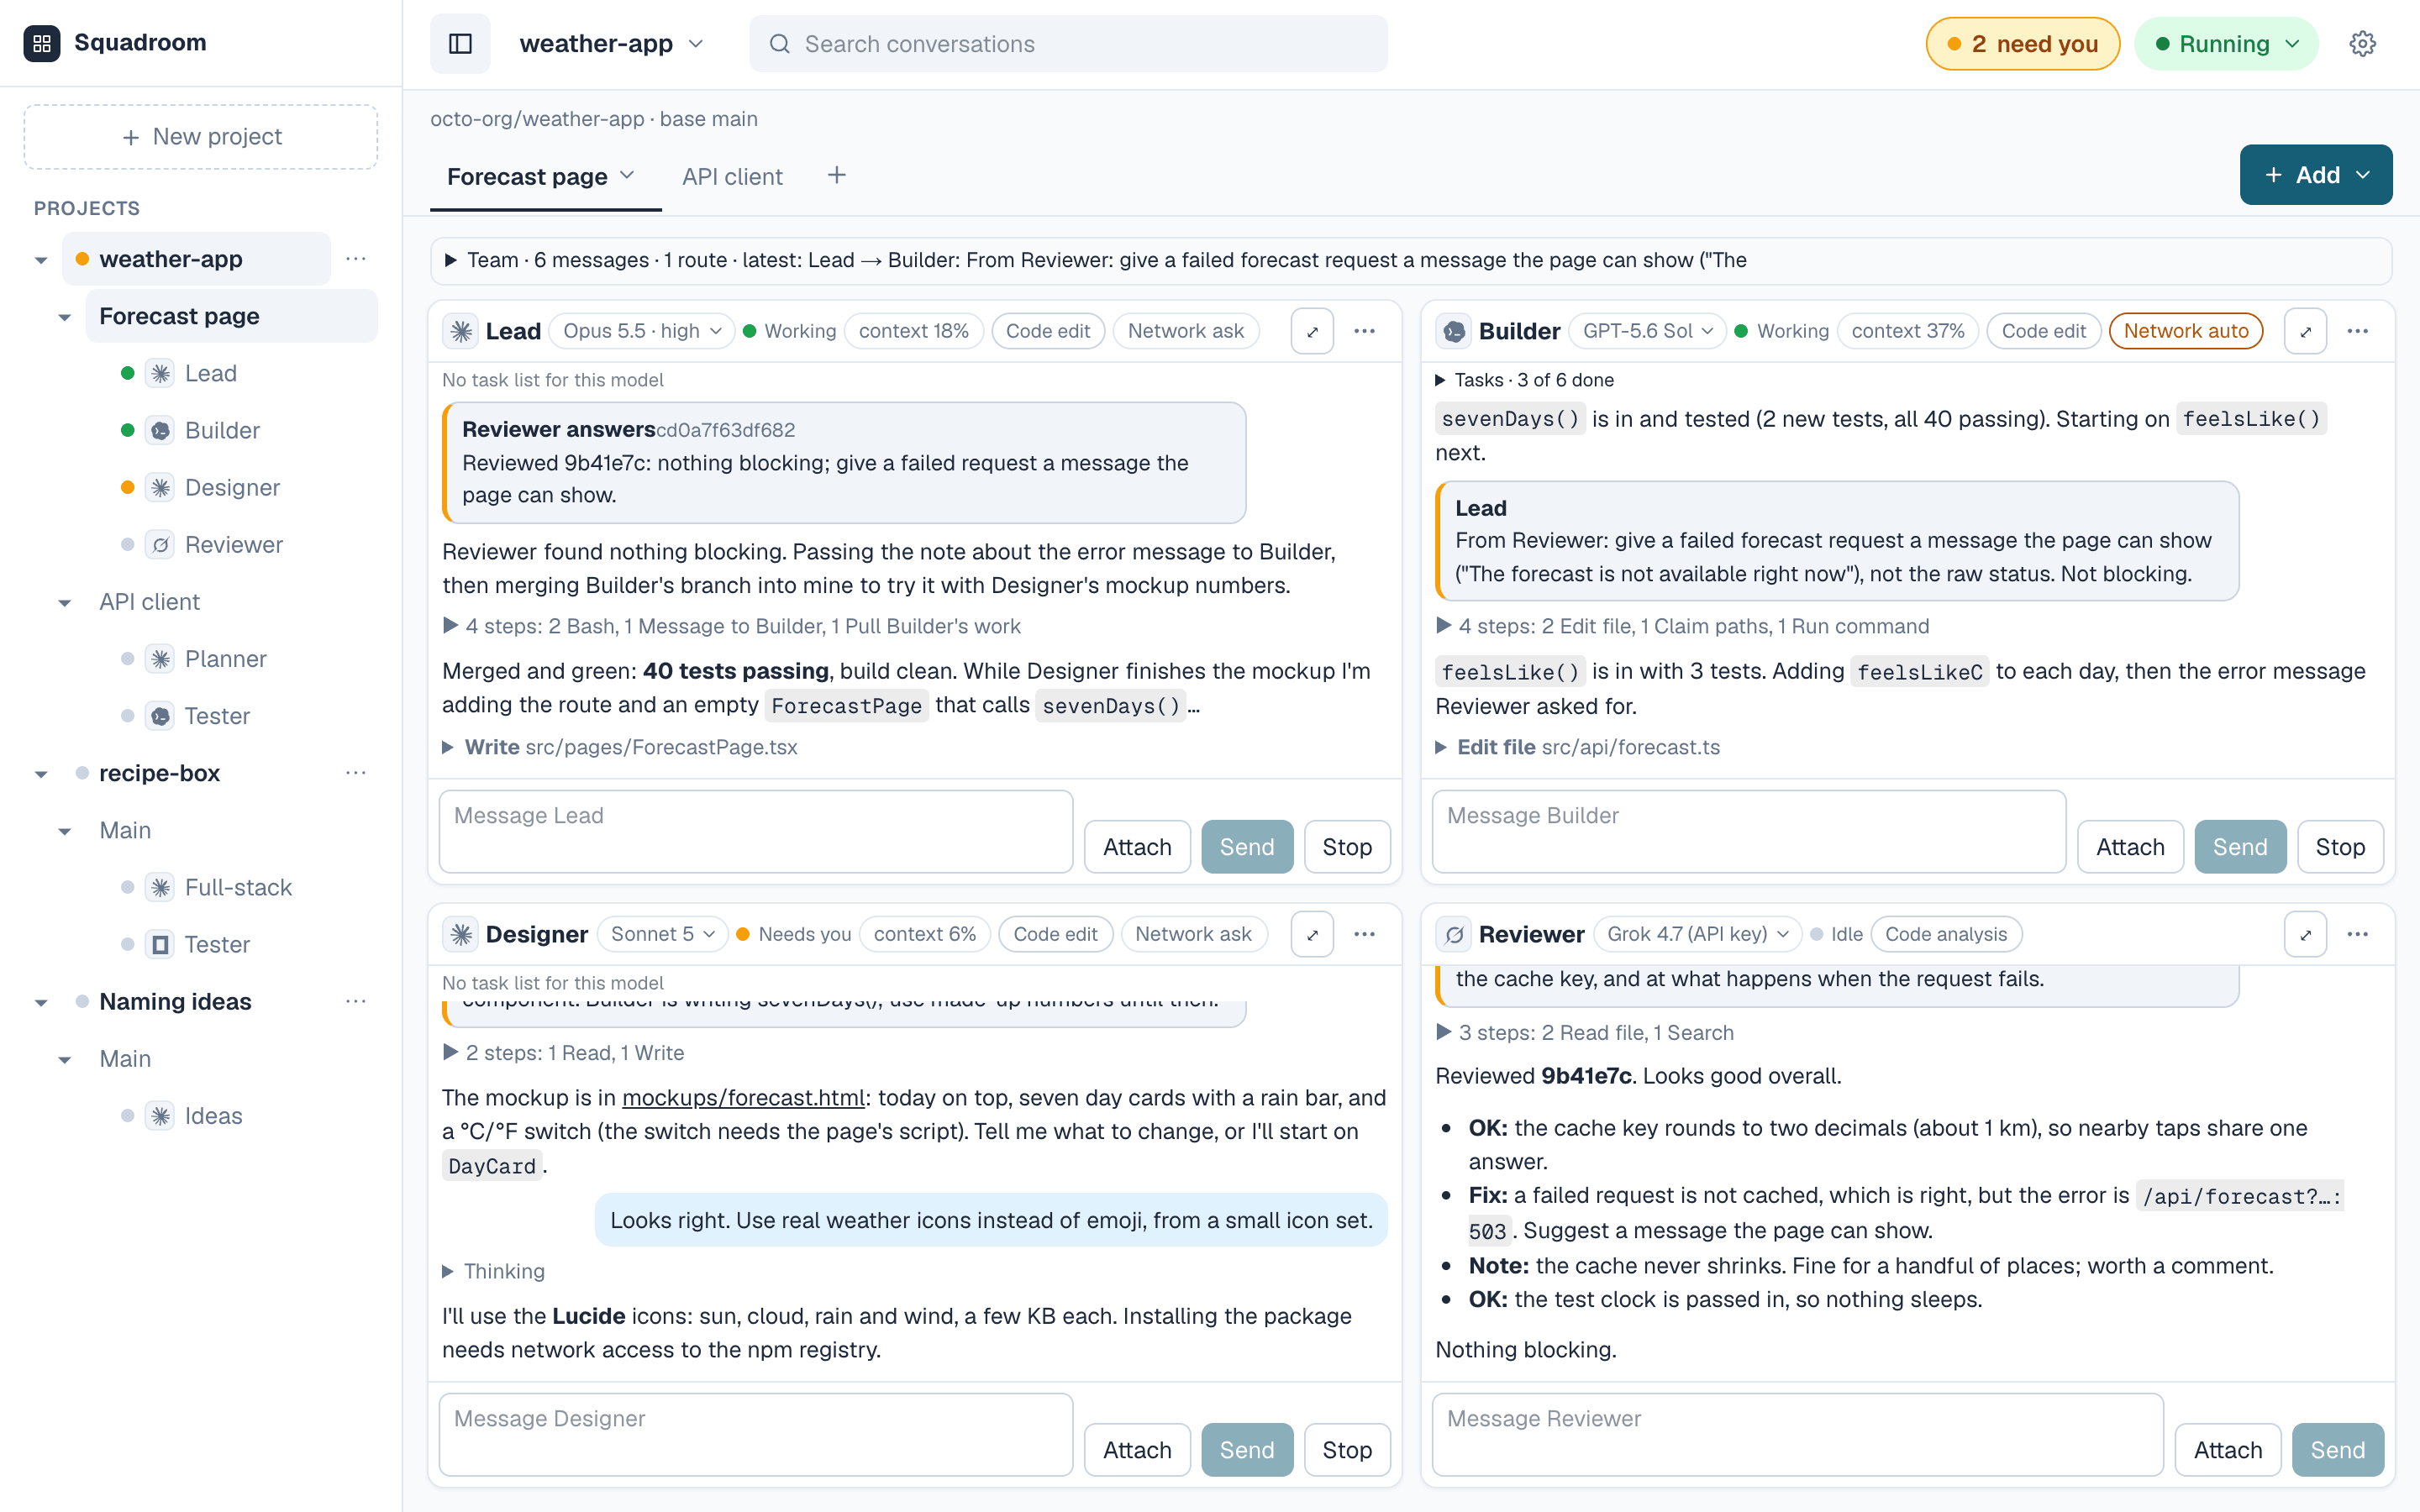 Squadroom
weather-app
Search conversations
2 need you
Running
+ New project
PROJECTS
weather-app
Forecast page
Lead
Builder
Designer
Reviewer
API client
Planner
Tester
recipe-box
Main
Full-stack
Tester
Naming ideas
Main
Ideas
octo-org/weather-app · base main
Forecast page
API client
+
+ Add
Team · 6 messages · 1 route · latest: Lead → Builder: From Reviewer: give a failed forecast request a message the page can show ("The
Lead
Opus 5.5 · high
Working
context 18%
Code edit
Network ask
No task list for this model
Reviewer answerscd0a7f63df682
Reviewed 9b41e7c: nothing blocking; give a failed request a message the
page can show.
Reviewer found nothing blocking. Passing the note about the error message to Builder,
then merging Builder's branch into mine to try it with Designer's mockup numbers.
4 steps: 2 Bash, 1 Message to Builder, 1 Pull Builder's work
Merged and green: 40 tests passing, build clean. While Designer finishes the mockup I'm
adding the route and an empty ForecastPage that calls sevenDays()…
Write src/pages/ForecastPage.tsx
Message Lead
Attach
Send
Stop
Builder
GPT-5.6 Sol
Working
context 37%
Code edit
Network auto
Tasks · 3 of 6 done
sevenDays() is in and tested (2 new tests, all 40 passing). Starting on feelsLike()
next.
Lead
From Reviewer: give a failed forecast request a message the page can show
("The forecast is not available right now"), not the raw status. Not blocking.
4 steps: 2 Edit file, 1 Claim paths, 1 Run command
feelsLike() is in with 3 tests. Adding feelsLikeC to each day, then the error message
Reviewer asked for.
Edit file src/api/forecast.ts
Message Builder
Attach
Send
Stop
Designer
Sonnet 5
Needs you
context 6%
Code edit
Network ask
No task list for this model
component. Builder is writing sevenDays(), use made-up numbers until then.
2 steps: 1 Read, 1 Write
The mockup is in mockups/forecast.html: today on top, seven day cards with a rain bar, and
a °C/°F switch (the switch needs the page's script). Tell me what to change, or I'll start on
DayCard.
Looks right. Use real weather icons instead of emoji, from a small icon set.
Thinking
I'll use the Lucide icons: sun, cloud, rain and wind, a few KB each. Installing the package
needs network access to the npm registry.
Message Designer
Attach
Send
Stop
Reviewer
Grok 4.7 (API key)
Idle
Code analysis
the cache key, and at what happens when the request fails.
3 steps: 2 Read file, 1 Search
Reviewed 9b41e7c. Looks good overall.
• OK: the cache key rounds to two decimals (about 1 km), so nearby taps share one
answer.
• Fix: a failed request is not cached, which is right, but the error is /api/forecast?…:
503. Suggest a message the page can show.
• Note: the cache never shrinks. Fine for a handful of places; worth a comment.
• OK: the test clock is passed in, so nothing sleeps.
Nothing blocking.
Message Reviewer
Attach
Send